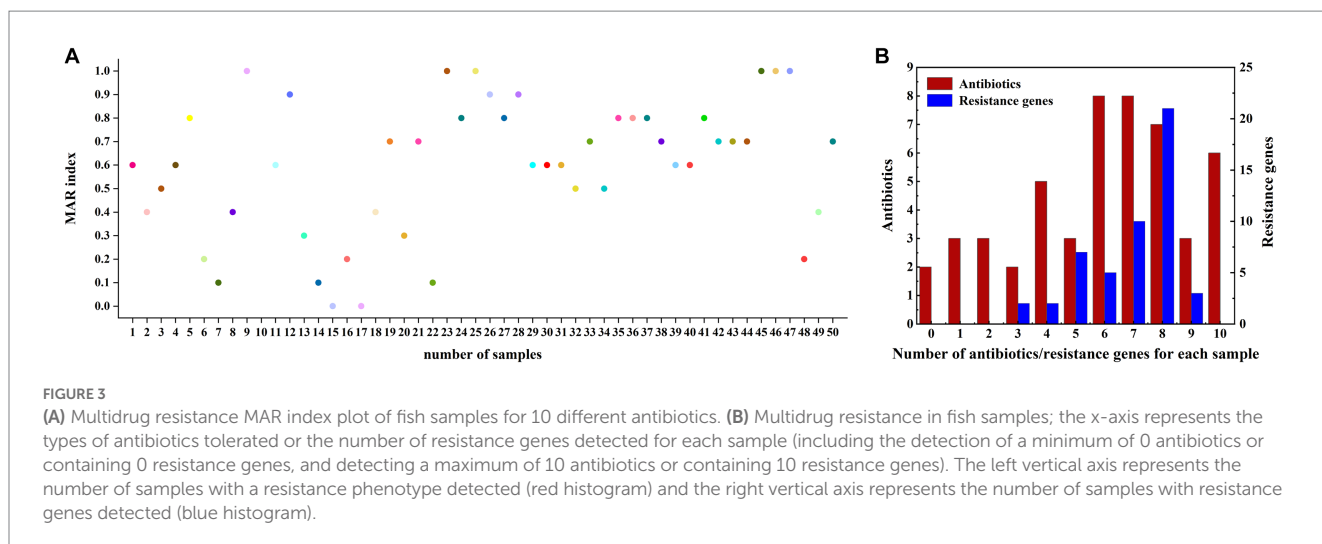 A
MAR index
1.0
0.9
0.8
0.7
0.6
0.5
0.4
0.3
0.2
0.1
0.0
1 2 3 4 5 6 7 8 9 10 11 12 13 14 15 16 17 18 19 20 21 22 23 24 25 26 27 28 29 30 31 32 33 34 35 36 37 38 39 40 41 42 43 44 45 46 47 48 49 50
number of samples
B
Antibiotics
Resistance genes
Antibiotics
9
8
7
6
5
4
3
2
1
0
25
20
15
10
5
0
Resistance genes
0 1 2 3 4 5 6 7 8 9 10
Number of antibiotics/resistance genes for each sample
FIGURE 3
(A) Multidrug resistance MAR index plot of fish samples for 10 different antibiotics. (B) Multidrug resistance in fish samples; the x-axis represents the
types of antibiotics tolerated or the number of resistance genes detected for each sample (including the detection of a minimum of 0 antibiotics or
containing 0 resistance genes, and detecting a maximum of 10 antibiotics or containing 10 resistance genes). The left vertical axis represents the
number of samples with a resistance phenotype detected (red histogram) and the right vertical axis represents the number of samples with resistance
genes detected (blue histogram).